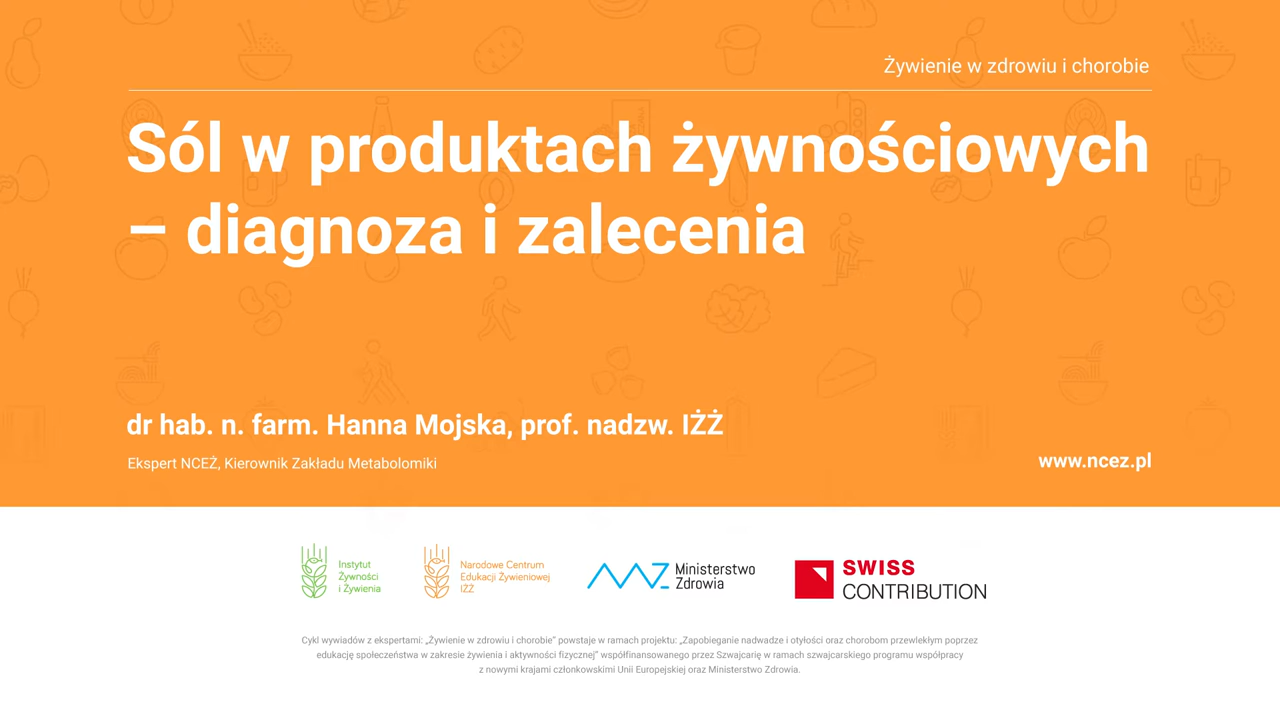 Żywienie w zdrowiu i chorobie
Sól w produktach żywnościowych
– diagnoza i zalecenia
dr hab. n. farm. Hanna Mojska, prof. nadzw. IŻŻ
Ekspert NCEŻ, Kierownik Zakładu Metabolomiki
www.ncez.pl
Instytut
Żywności
i Żywienia
Narodowe Centrum
Edukacji Żywieniowej
IŻŻ
Ministerstwo
Zdrowia
SWISS
CONTRIBUTION
Cykl wywiadów z ekspertami: „Żywienie w zdrowiu i chorobie” powstaje w ramach projektu: „Zapobieganie nadwadze i otyłości oraz chorobom przewlekłym poprzez
edukację społeczeństwa w zakresie żywienia i aktywności fizycznej” współfinansowanego przez Szwajcarię w ramach szwajcarskiego programu współpracy
z nowymi krajami członkowskimi Unii Europejskiej oraz Ministerstwo Zdrowia.